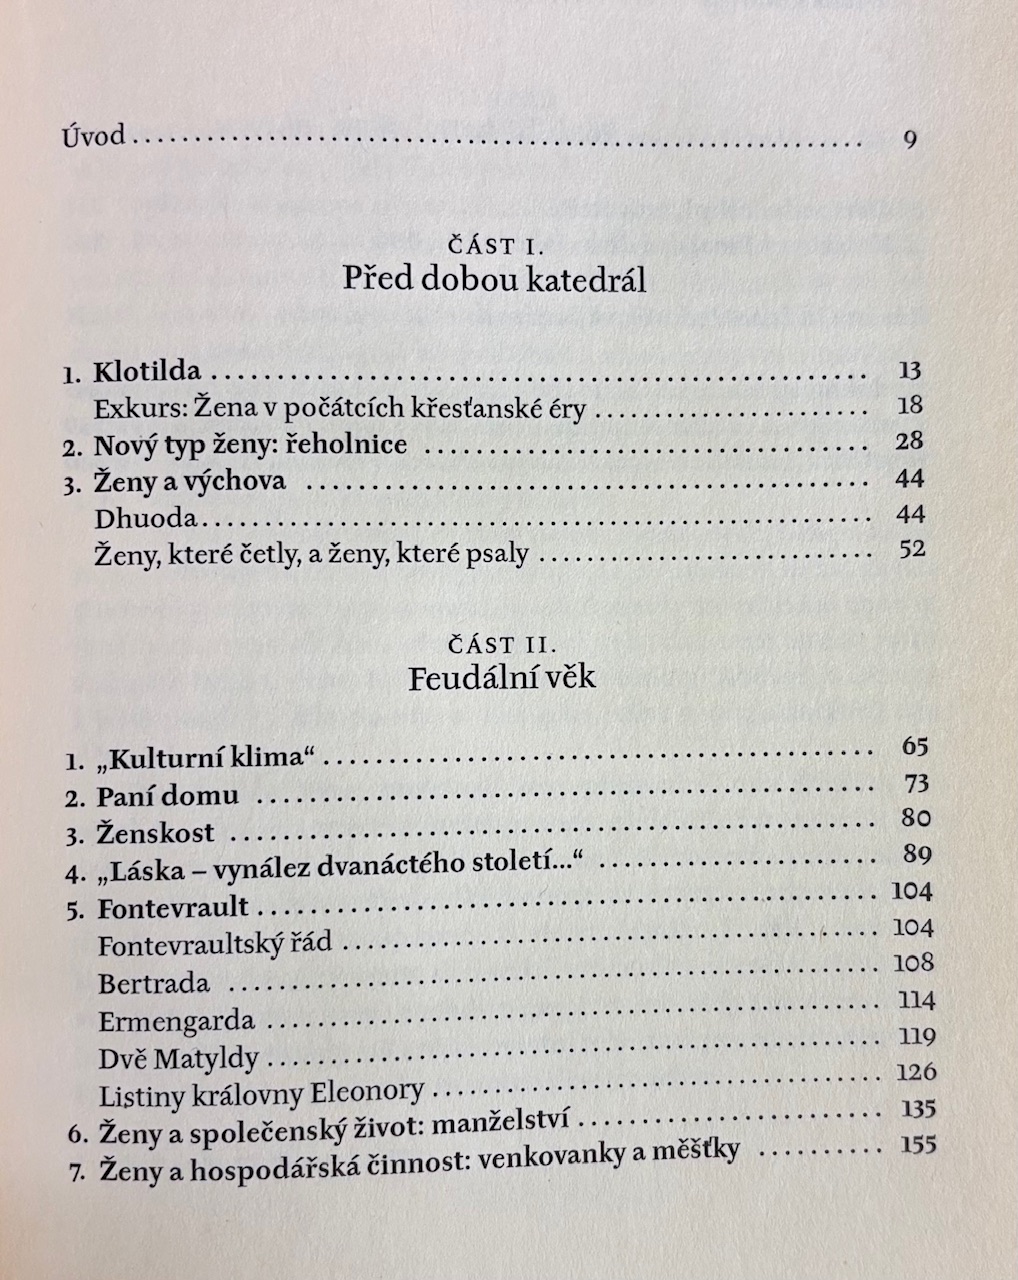 Úvod 9
ČÁST I.
Před dobou katedrál
1. Klotilda 13
Exkurs: Žena v počátcích křesťanské éry 18
2. Nový typ ženy: řeholnice 28
3. Ženy a výchova 44
Dhuoda 44
Ženy, které četly, a ženy, které psaly 52
ČÁST II.
Feudální věk
1. „Kulturní klima“ 65
2. Paní domu 73
3. Ženskost 80
4. „Láska – vynález dvanáctého století...“ 89
5. Fontevrault 104
Fontevraultský řád 104
Bertrada 108
Ermengarda 114
Dvě Matyldy 119
Listiny královny Eleonory 126
6. Ženy a společenský život: manželství 135
7. Ženy a hospodářská činnost: venkovanky a měšťky 155